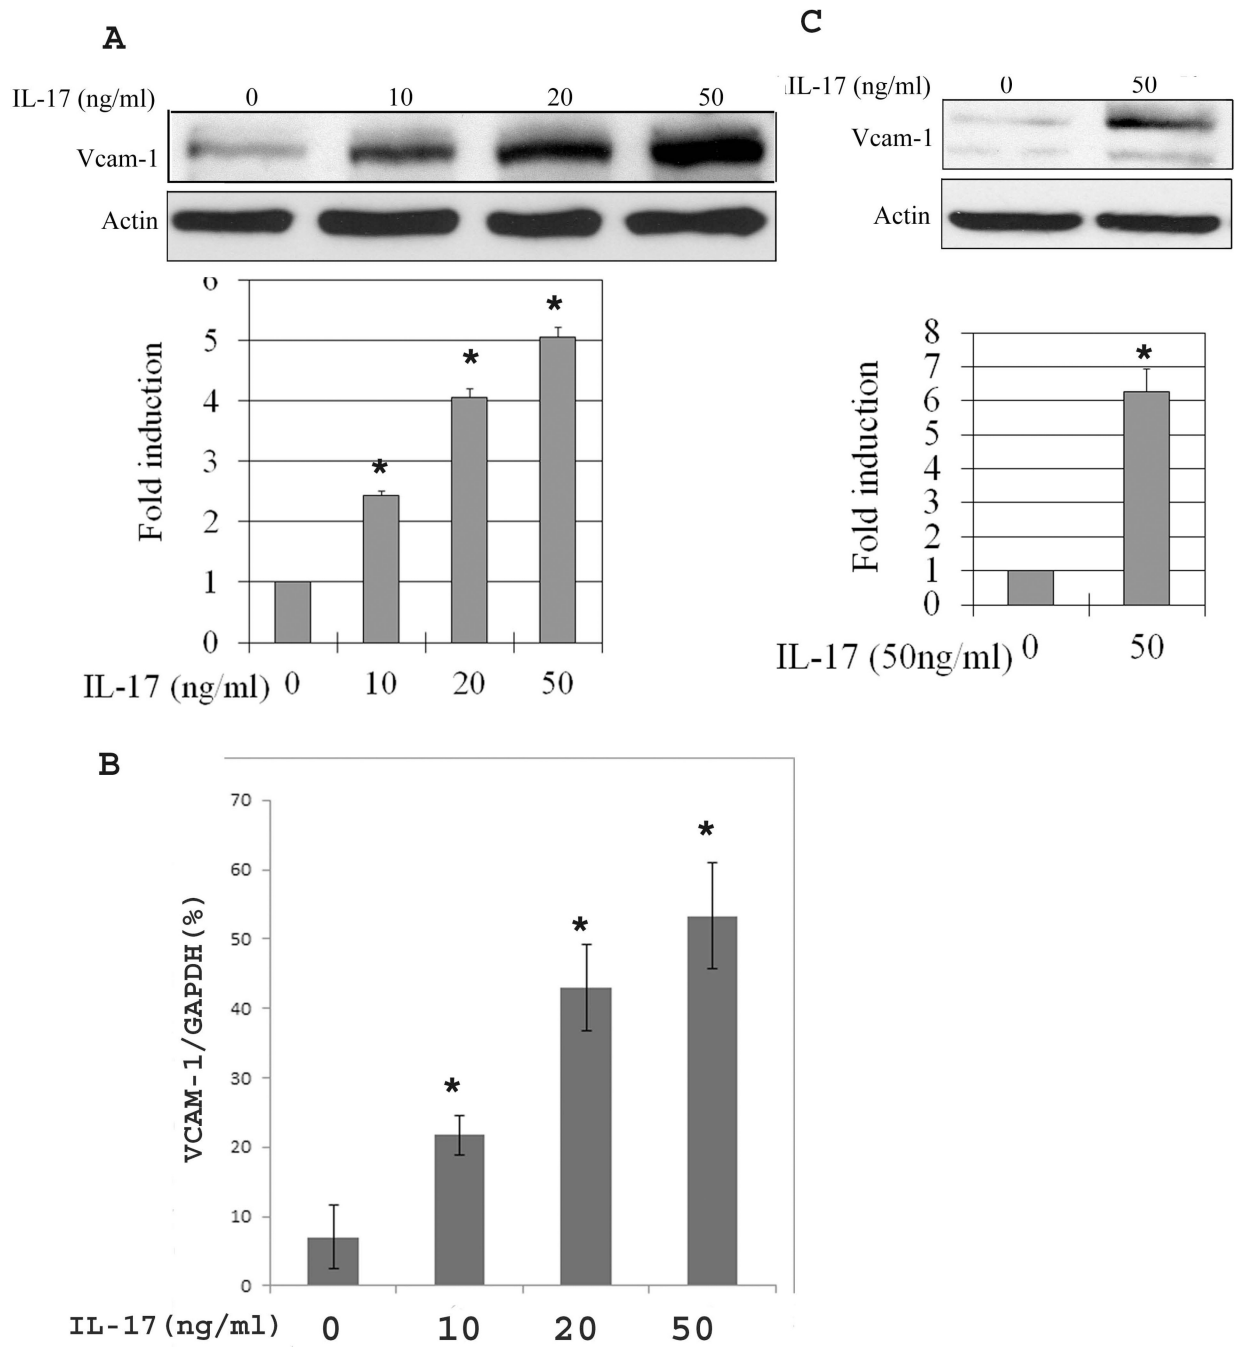 A
IL-17 (ng/ml) 0 10 20 50
Vcam-1
Actin
6
5
4
3
2
1
0
Fold induction
IL-17 (ng/ml) 0 10 20 50
C
IL-17 (ng/ml) 0 50
Vcam-1
Actin
8
7
6
5
4
3
2
1
0
Fold induction
IL-17 (50ng/ml) 0 50
B
70
60
50
40
30
20
10
0
VCAM-1/GAPDH(%)
IL-17(ng/ml) 0 10 20 50
* 
* 
* 
* 
* 
* 
*